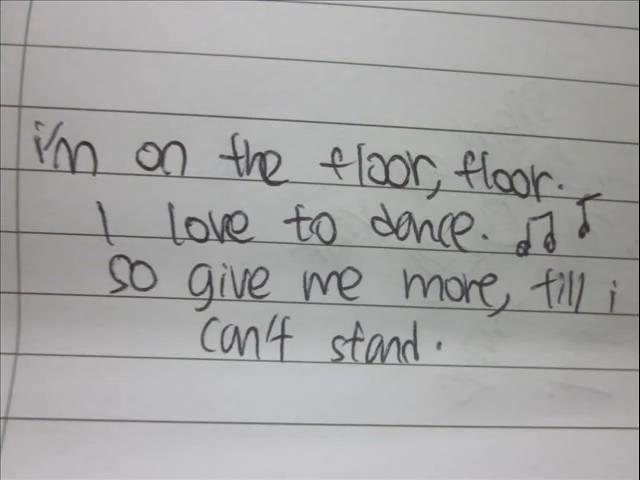 i'm on the floor, floor.
I love to dance. ♫ ♪
so give me more, till i
can't stand.